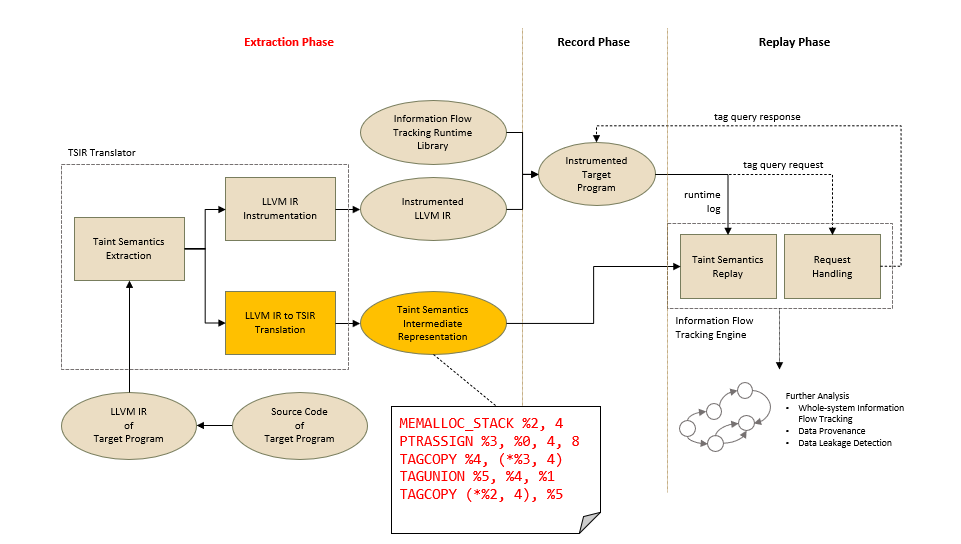 Extraction Phase
Record Phase
Replay Phase
Information Flow
Tracking Runtime
Library
tag query response
TSIR Translator
Instrumented
Target
Program
tag query request
LLVM IR
Instrumentation
Instrumented
LLVM IR
runtime
log
Taint Semantics
Extraction
Taint Semantics
Replay
Request
Handling
LLVM IR to TSIR
Translation
Taint Semantics
Intermediate
Representation
Information Flow
Tracking Engine
LLVM IR
of
Target Program
Source Code
of
Target Program
MEMALLOC_STACK %2, 4
PTRASSIGN %3, %0, 4, 8
TAGCOPY %4, (*%3, 4)
TAGUNION %5, %4, %1
TAGCOPY (*%2, 4), %5
Further Analysis
• Whole-system Information
Flow Tracking
• Data Provenance
• Data Leakage Detection